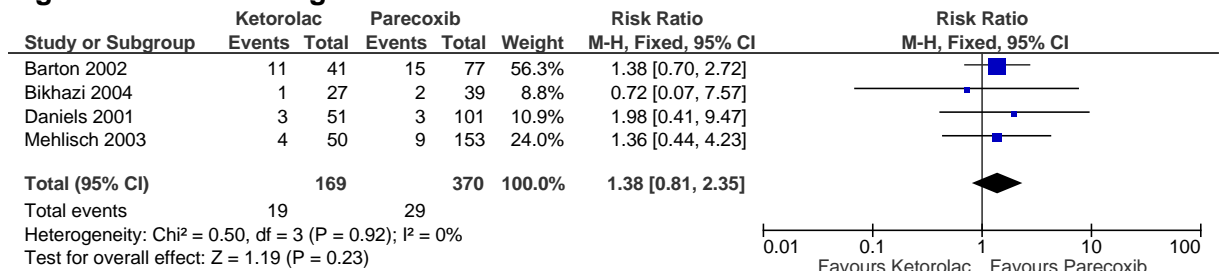 Ketorolac Parecoxib Risk Ratio Risk Ratio
Study or Subgroup Events Total Events Total Weight M-H, Fixed, 95% CI M-H, Fixed, 95% CI
Barton 2002 11 41 15 77 56.3% 1.38 [0.70, 2.72]
Bikhazi 2004 1 27 2 39 8.8% 0.72 [0.07, 7.57]
Daniels 2001 3 51 3 101 10.9% 1.98 [0.41, 9.47]
Mehlisch 2003 4 50 9 153 24.0% 1.36 [0.44, 4.23]
Total (95% CI) 169 370 100.0% 1.38 [0.81, 2.35]
Total events 19 29
Heterogeneity: Chi² = 0.50, df = 3 (P = 0.92); I² = 0%
Test for overall effect: Z = 1.19 (P = 0.23)
0.01 0.1 1 10 100
Favours Ketorolac Favours Parecoxib